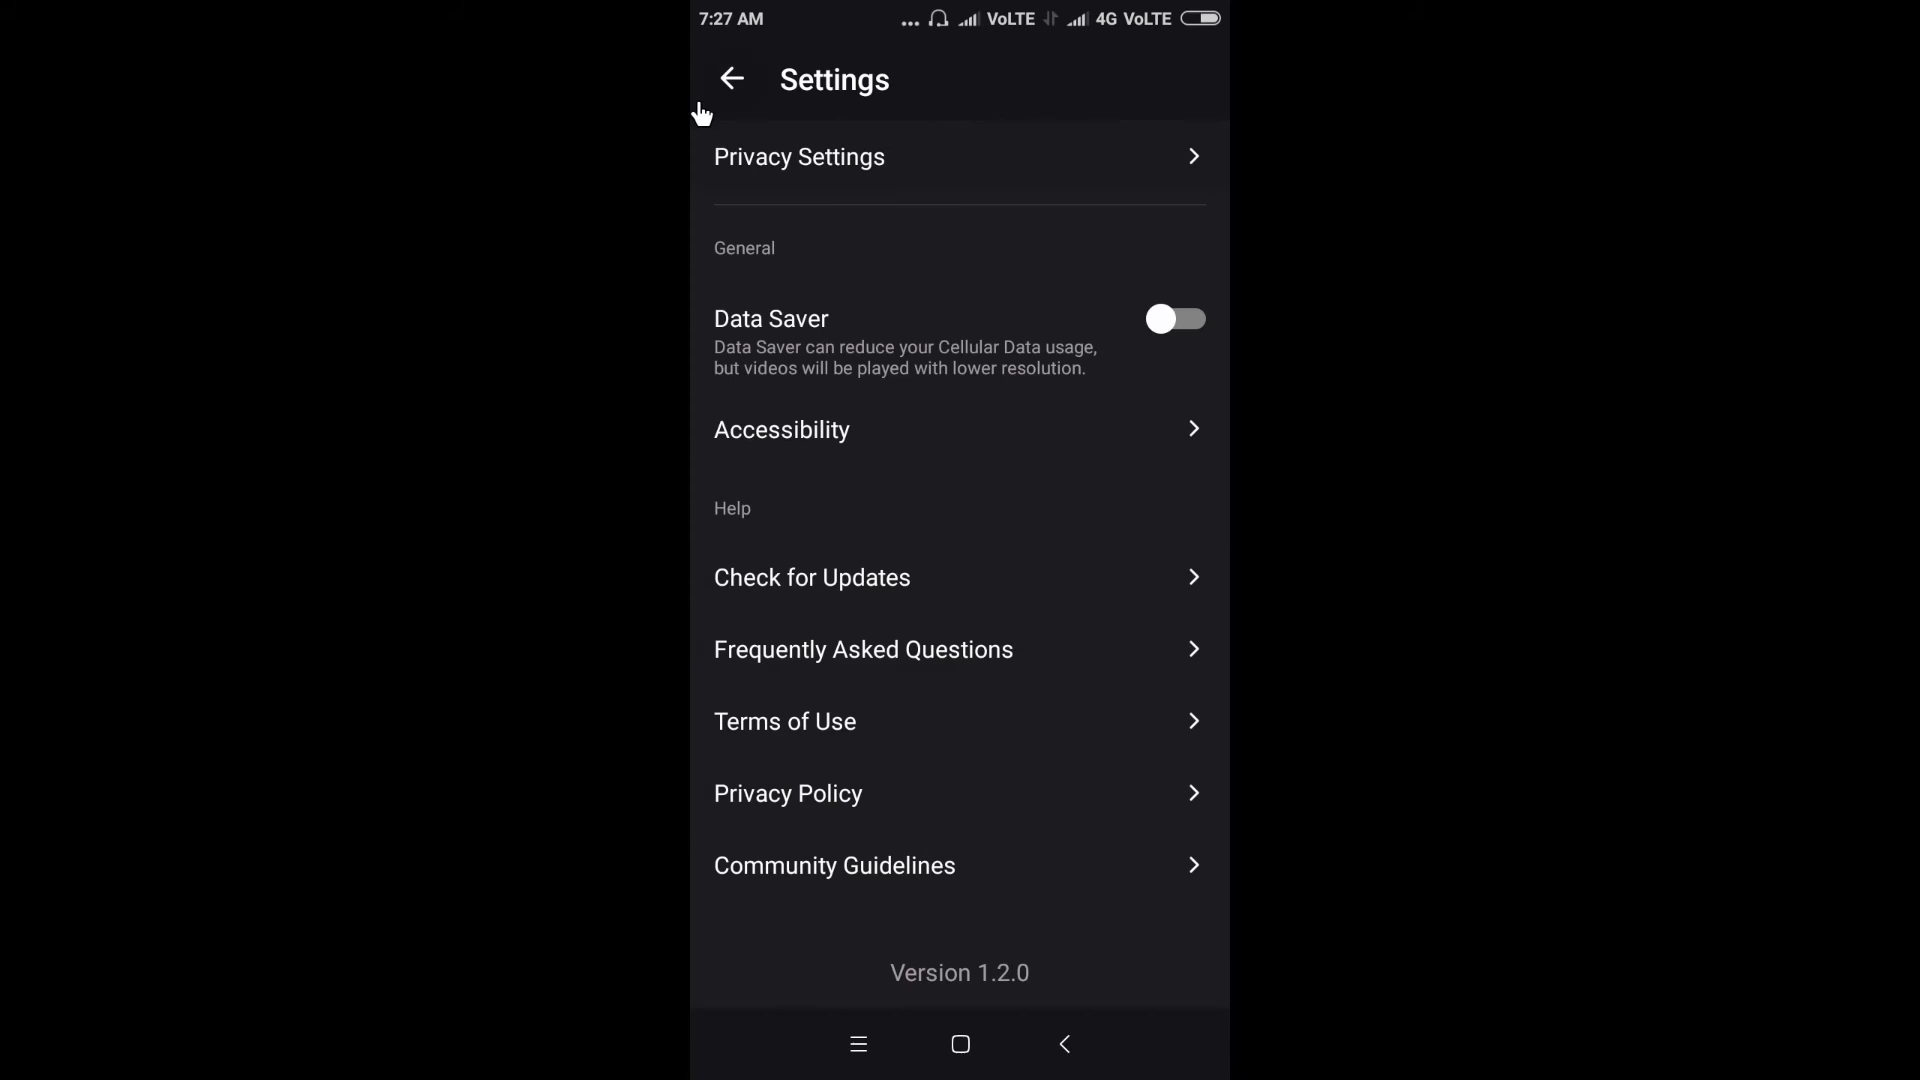 7:27 AM ... VoLTE 4G VoLTE
Settings
Privacy Settings
General
Data Saver
Data Saver can reduce your Cellular Data usage,
but videos will be played with lower resolution.
Accessibility
Help
Check for Updates
Frequently Asked Questions
Terms of Use
Privacy Policy
Community Guidelines
Version 1.2.0